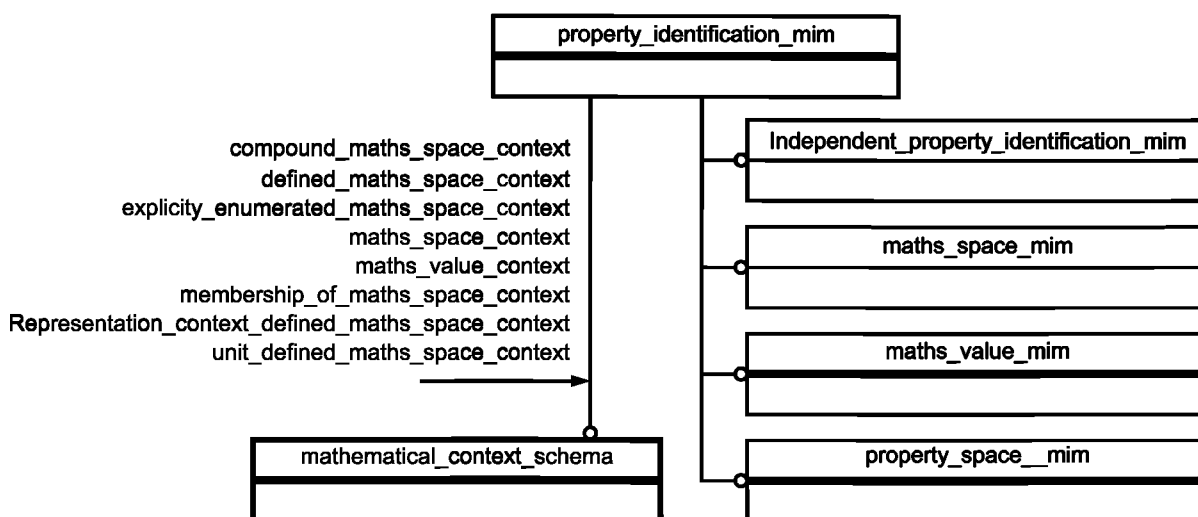 property_identification_mim
compound_maths_space_context
defined_maths_space_context
explicity_enumerated_maths_space_context
maths_space_context
maths_value_context
membership_of_maths_space_context
Representation_context_defined_maths_space_context
unit_defined_maths_space_context
mathematical_context_schema
Independent_property_identification_mim
maths_space_mim
maths_value_mim
property_space__mim